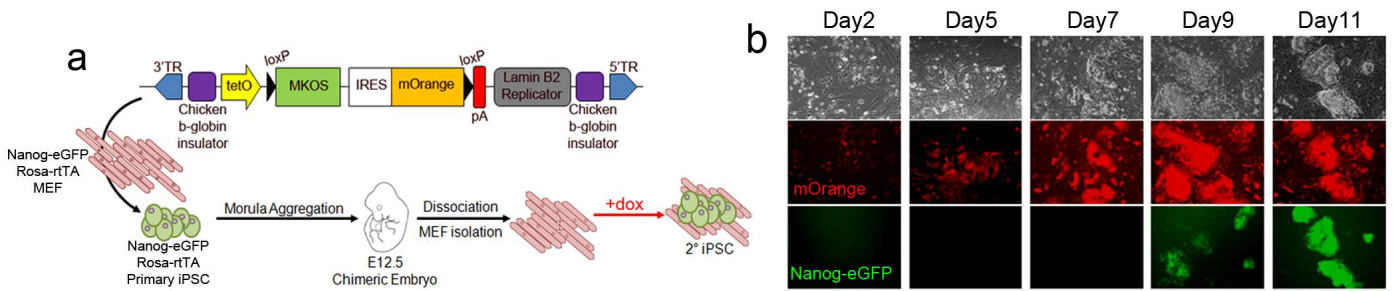 a
3'TR
loxP
loxP
5'TR
tetO
MKOS
IRES
mOrange
Lamin B2
Replicator
pA
Chicken
b-globin
insulator
Chicken
b-globin
insulator
Nanog-eGFP
Rosa-rtTA
MEF
Morula Aggregation
Dissociation
MEF isolation
+dox
2° iPSC
Nanog-eGFP
Rosa-rtTA
Primary iPSC
E12.5
Chimeric Embryo
b
Day2
Day5
Day7
Day9
Day11
mOrange
Nanog-eGFP